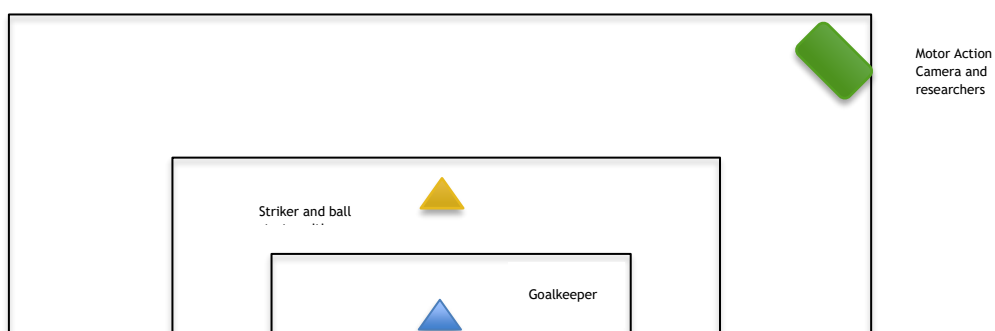 Motor Action
Camera and
researchers
Striker and ball
Goalkeeper